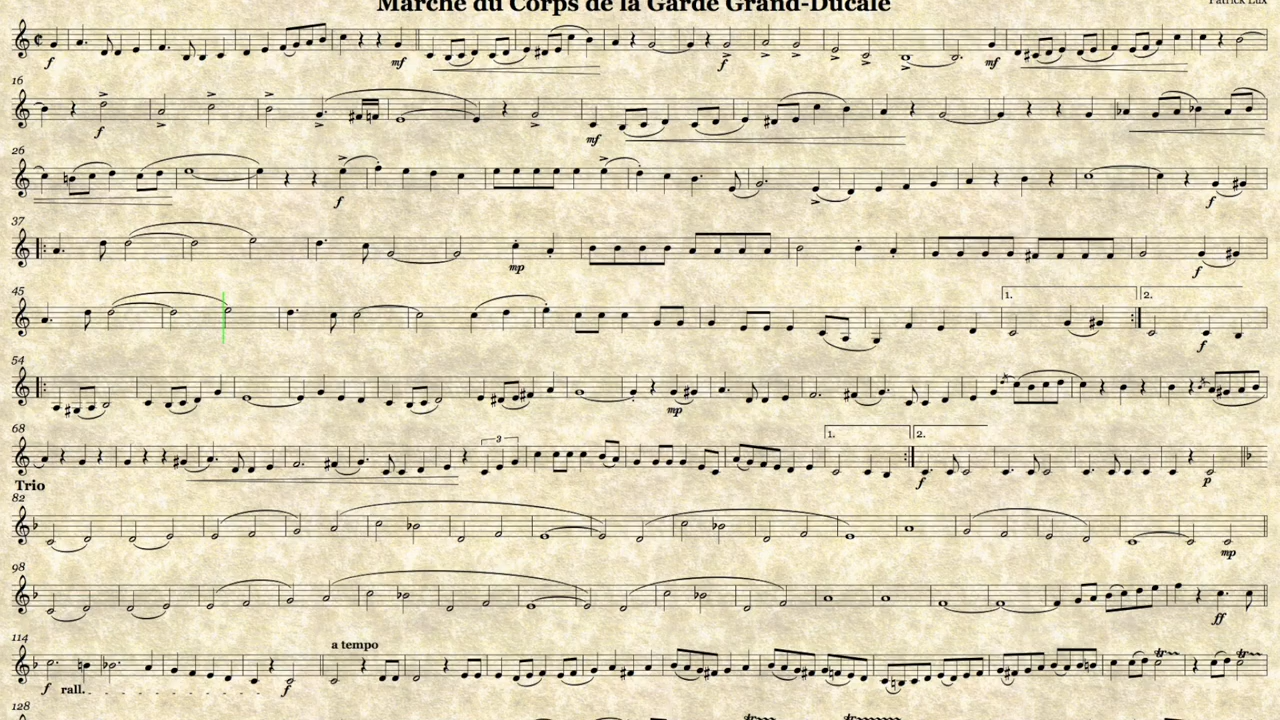 Marche du Corps de la Garde Grand-Ducale
Patrick Lux
f mf f mf
16
f mf
26
f f
37
mp f
45
1. 2.
f
54
mp
68
3 1. 2.
f p
Trio
82
mp
98
ff
114
a tempo
f rall. f
128